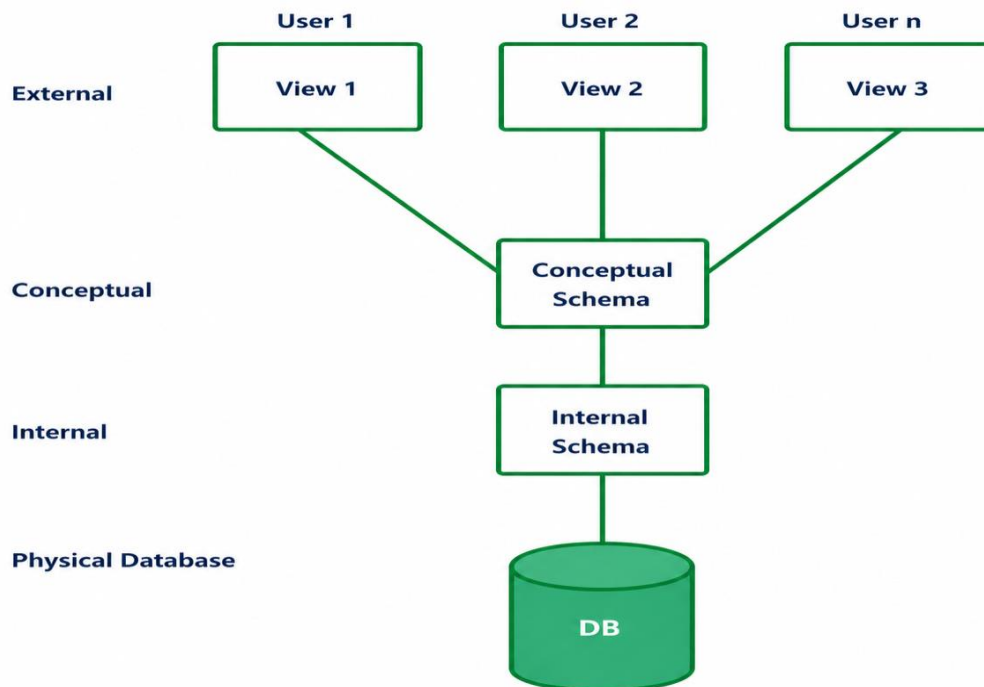 User 1
User 2
User n
External
View 1
View 2
View 3
Conceptual
Conceptual
Schema
Internal
Internal
Schema
Physical Database
DB